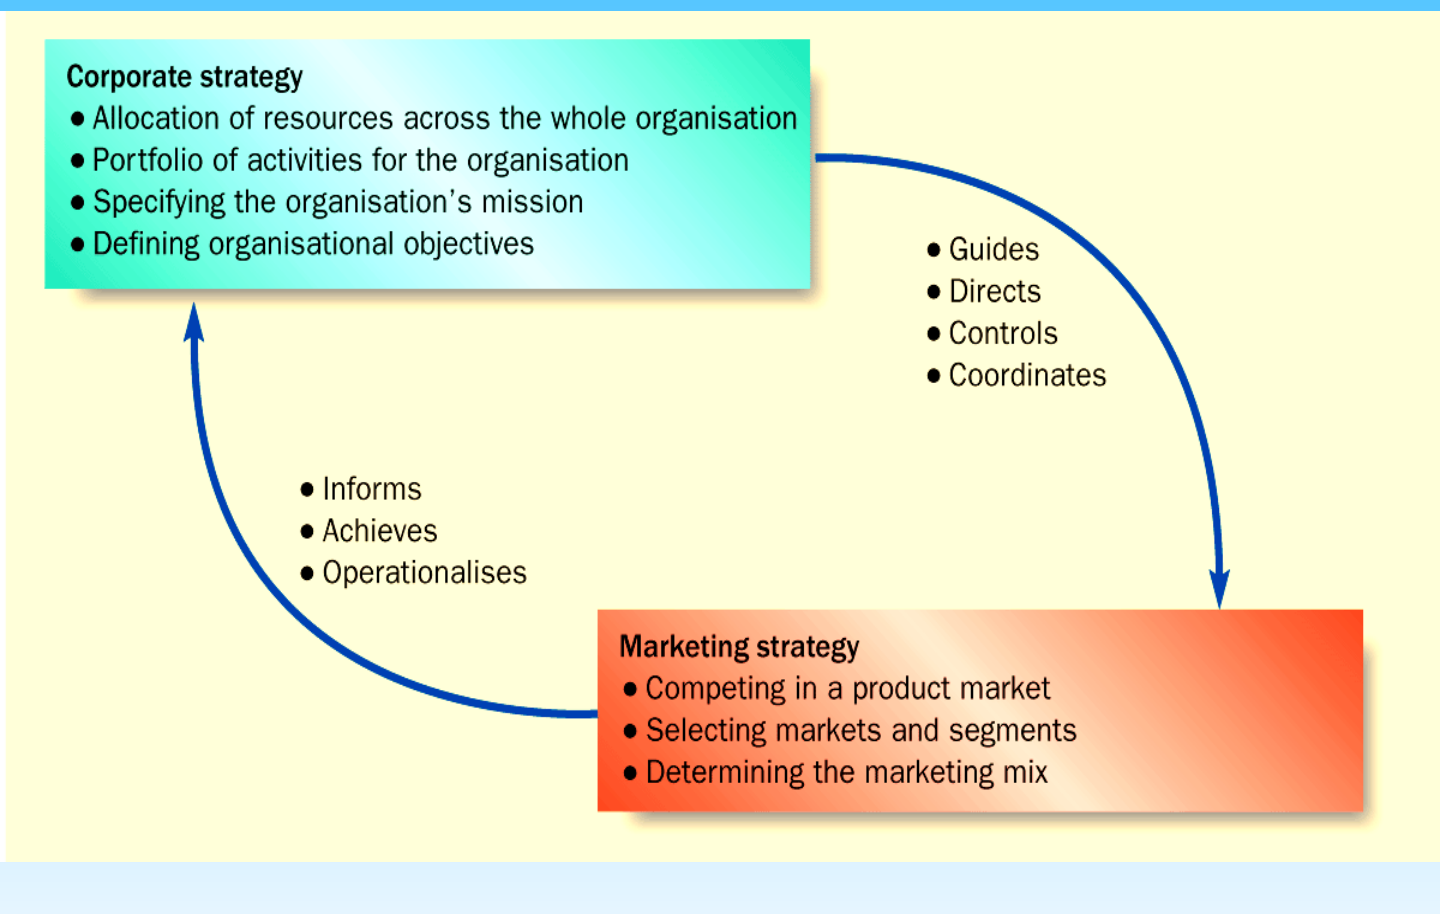 Corporate strategy
● Allocation of resources across the whole organisation
● Portfolio of activities for the organisation
● Specifying the organisation's mission
● Defining organisational objectives
● Guides
● Directs
● Controls
● Coordinates
● Informs
● Achieves
● Operationalises
Marketing strategy
● Competing in a product market
● Selecting markets and segments
● Determining the marketing mix